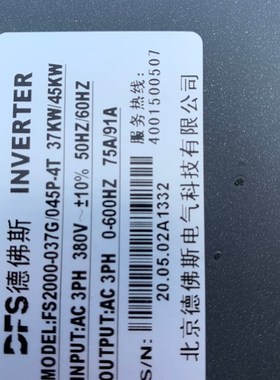 DFS德佛斯 INVERTER
MODEL:FS2000-037G/045P-4T 37KW/45KW
INPUT:AC 3PH 380V~±10% 50HZ/60HZ
OUTPUT:AC 3PH 0-600HZ 75A/91A
S/N:
20.05.02A1332
服务热线:
4001500507
北京德佛斯电气科技有限公司